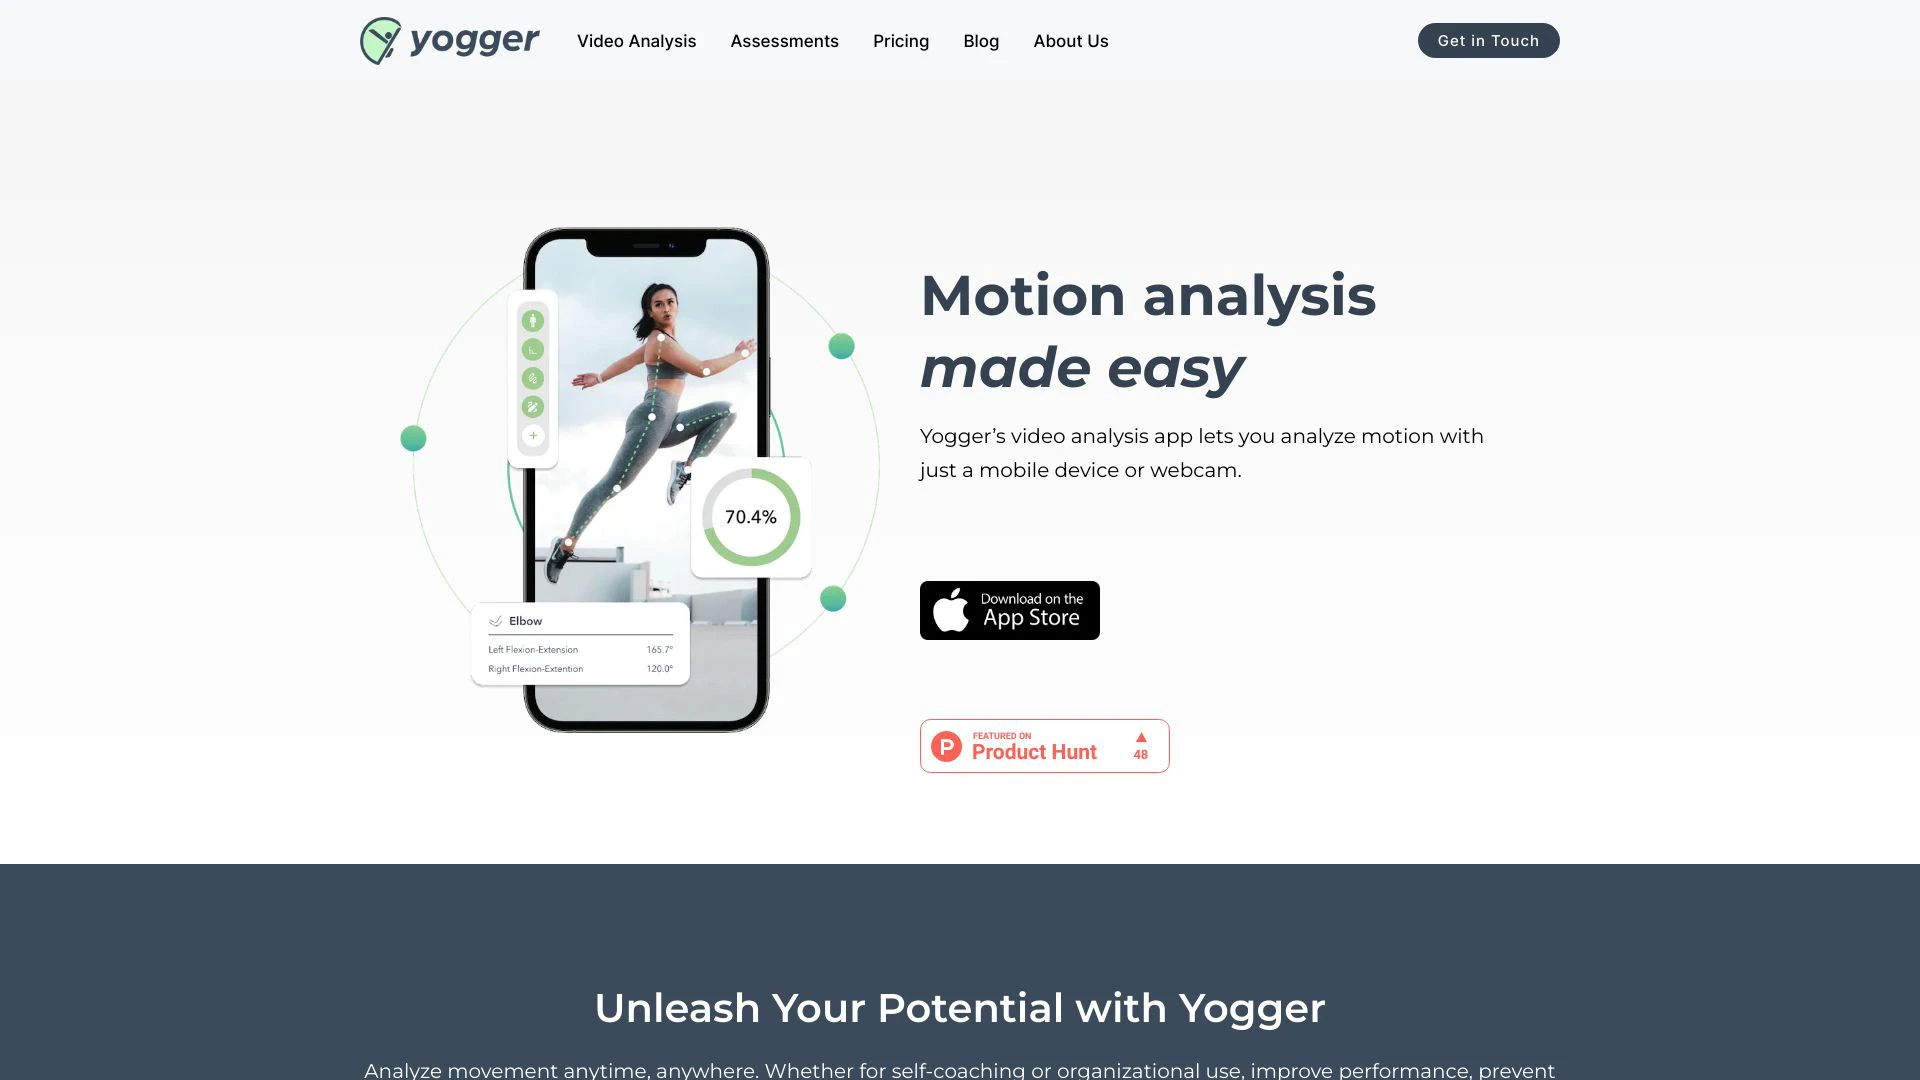 yogger
Video Analysis
Assessments
Pricing
Blog
About Us
Get in Touch
Motion analysis
made easy
Yogger’s video analysis app lets you analyze motion with
just a mobile device or webcam.
70.4%
Elbow
Left Flexion-Extension 165.7°
Right Flexion-Extention 120.0°
Download on the
App Store
P
FEATURED ON
Product Hunt
48
Unleash Your Potential with Yogger
Analyze movement anytime, anywhere. Whether for self-coaching or organizational use, improve performance, prevent